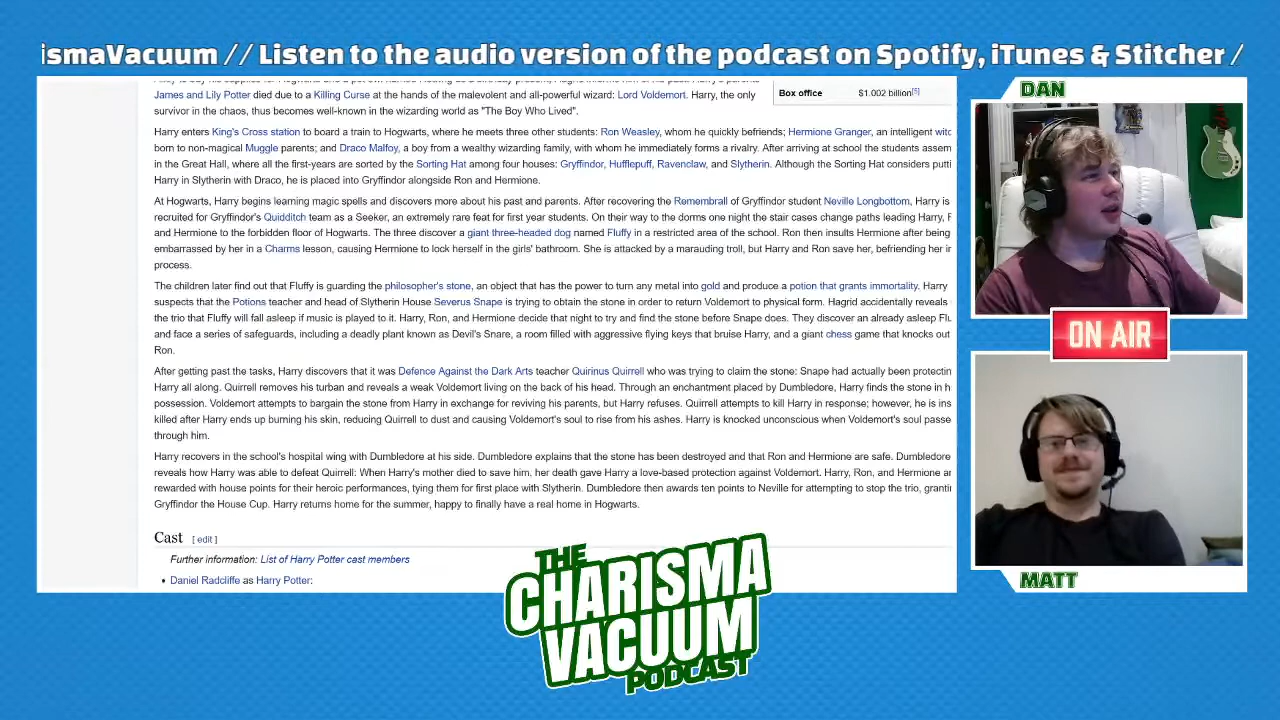 ismaVacuum // Listen to the audio version of the podcast on Spotify, iTunes & Stitcher /
DAN
James and Lily Potter died due to a Killing Curse at the hands of the malevolent and all-powerful wizard: Lord Voldemort. Harry, the only
survivor in the chaos, thus becomes well-known in the wizarding world as "The Boy Who Lived".
Box office $1.002 billion[5]
Harry enters King's Cross station to board a train to Hogwarts, where he meets three other students: Ron Weasley, whom he quickly befriends; Hermione Granger, an intelligent witc
born to non-magical Muggle parents; and Draco Malfoy, a boy from a wealthy wizarding family, with whom he immediately forms a rivalry. After arriving at school the students assem
in the Great Hall, where all the first-years are sorted by the Sorting Hat among four houses: Gryffindor, Hufflepuff, Ravenclaw, and Slytherin. Although the Sorting Hat considers putti
Harry in Slytherin with Draco, he is placed into Gryffindor alongside Ron and Hermione.
At Hogwarts, Harry begins learning magic spells and discovers more about his past and parents. After recovering the Remembrall of Gryffindor student Neville Longbottom, Harry is
recruited for Gryffindor's Quidditch team as a Seeker, an extremely rare feat for first year students. On their way to the dorms one night the stair cases change paths leading Harry, F
and Hermione to the forbidden floor of Hogwarts. The three discover a giant three-headed dog named Fluffy in a restricted area of the school. Ron then insults Hermione after being
embarrassed by her in a Charms lesson, causing Hermione to lock herself in the girls' bathroom. She is attacked by a marauding troll, but Harry and Ron save her, befriending her in
process.
The children later find out that Fluffy is guarding the philosopher's stone, an object that has the power to turn any metal into gold and produce a potion that grants immortality. Harry
suspects that the Potions teacher and head of Slytherin House Severus Snape is trying to obtain the stone in order to return Voldemort to physical form. Hagrid accidentally reveals
the trio that Fluffy will fall asleep if music is played to it. Harry, Ron, and Hermione decide that night to try and find the stone before Snape does. They discover an already asleep Flu
and face a series of safeguards, including a deadly plant known as Devil's Snare, a room filled with aggressive flying keys that bruise Harry, and a giant chess game that knocks out
Ron.
After getting past the tasks, Harry discovers that it was Defence Against the Dark Arts teacher Quirinus Quirrell who was trying to claim the stone: Snape had actually been protectin
Harry all along. Quirrell removes his turban and reveals a weak Voldemort living on the back of his head. Through an enchantment placed by Dumbledore, Harry finds the stone in h
possession. Voldemort attempts to bargain the stone from Harry in exchange for reviving his parents, but Harry refuses. Quirrell attempts to kill Harry in response; however, he is ins
killed after Harry ends up burning his skin, reducing Quirrell to dust and causing Voldemort's soul to rise from his ashes. Harry is knocked unconscious when Voldemort's soul passe
through him.
Harry recovers in the school's hospital wing with Dumbledore at his side. Dumbledore explains that the stone has been destroyed and that Ron and Hermione are safe. Dumbledore
reveals how Harry was able to defeat Quirrell: When Harry's mother died to save him, her death gave Harry a love-based protection against Voldemort. Harry, Ron, and Hermione ar
rewarded with house points for their heroic performances, tying them for first place with Slytherin. Dumbledore then awards ten points to Neville for attempting to stop the trio, granti
Gryffindor the House Cup. Harry returns home for the summer, happy to finally have a real home in Hogwarts.
Cast [ edit ]
Further information: List of Harry Potter cast members
• Daniel Radcliffe as Harry Potter:
ON AIR
MATT
THE
CHARISMA
VACUUM
PODCAST